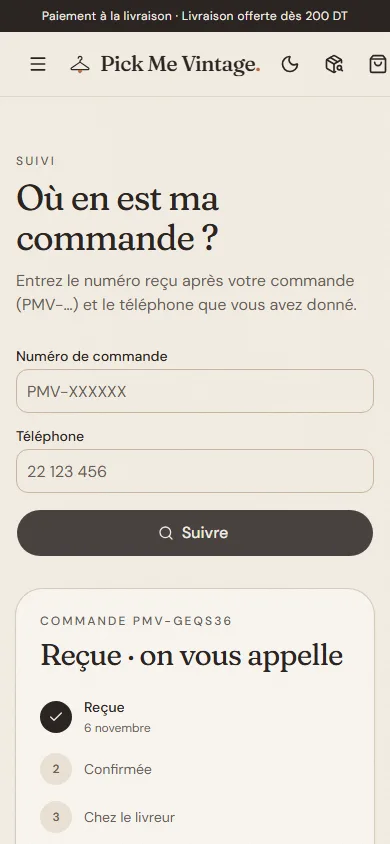 Paiement à la livraison · Livraison offerte dès 200 DT
Pick Me Vintage.
SUIVI
Où en est ma
commande ?
Entrez le numéro reçu après votre commande
(PMV-…) et le téléphone que vous avez donné.
Numéro de commande
PMV-XXXXXX
Téléphone
22 123 456
Suivre
COMMANDE PMV-GEQS36
Reçue · on vous appelle
Reçue
6 novembre
2 Confirmée
3 Chez le livreur